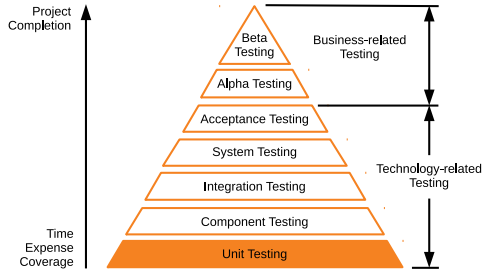 Project
Completion
Beta
Testing
Business-related
Testing
Alpha Testing
Acceptance Testing
System Testing
Technology-related
Testing
Integration Testing
Component Testing
Unit Testing
Time
Expense
Coverage